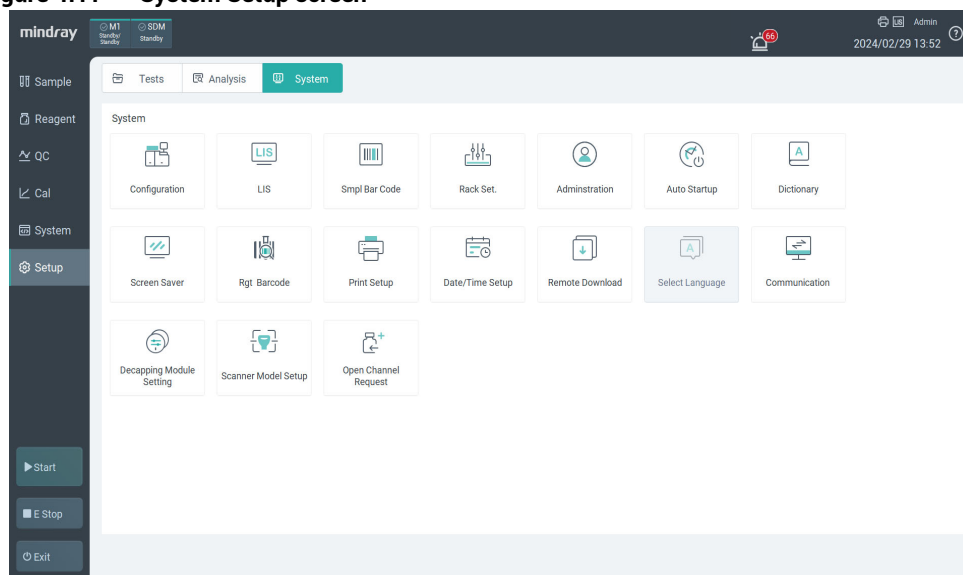 System Setup screen
mindray
M1
Standby/
Standby
SDM
Standby
66
LIS
Admin
2024/02/29 13:52
?
Sample
Reagent
QC
Cal
System
Setup
Start
E Stop
Exit
Tests
Analysis
System
System
LIS
A
Configuration
LIS
Smpl Bar Code
Rack Set.
Adminstration
Auto Startup
Dictionary
A
Screen Saver
Rgt Barcode
Print Setup
Date/Time Setup
Remote Download
Select Language
Communication
Decapping Module
Setting
Scanner Model Setup
Open Channel
Request